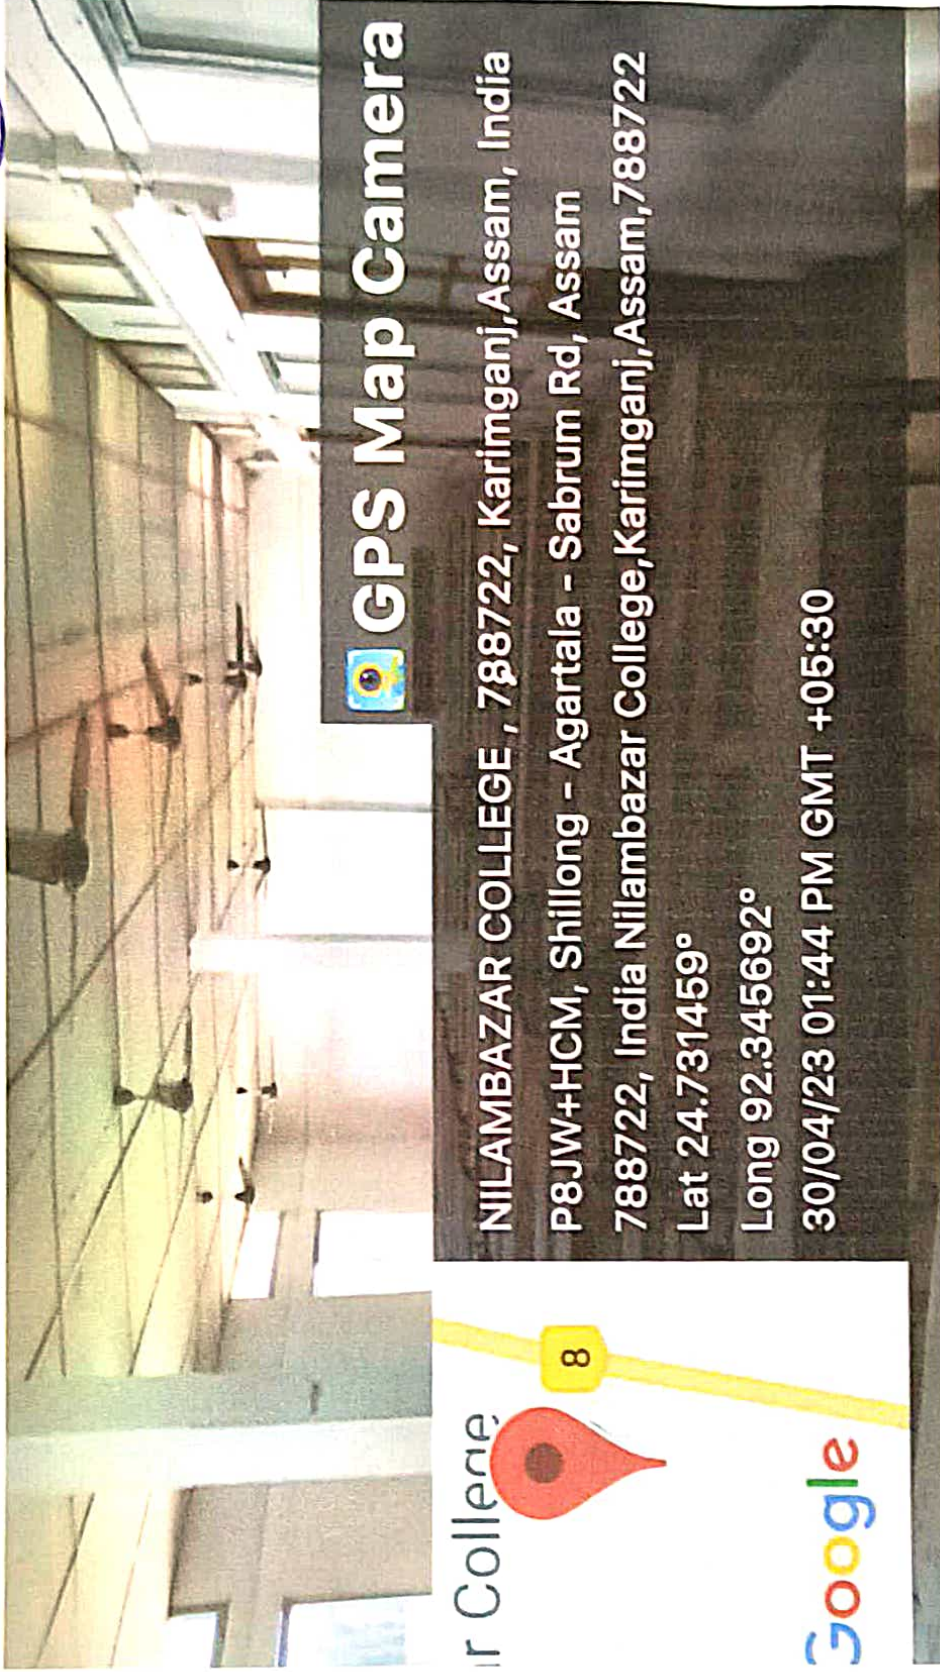 GPS Map Camera
NILAMBAZAR COLLEGE , 788722, Karimganj,Assam, India
P8JW+HCM, Shillong - Agartala - Sabrum Rd, Assam
788722, India Nilambazar College,Karimganj,Assam,788722
Lat 24.731459°
Long 92.345692°
30/04/23 01:44 PM GMT +05:30
r College
8
Google